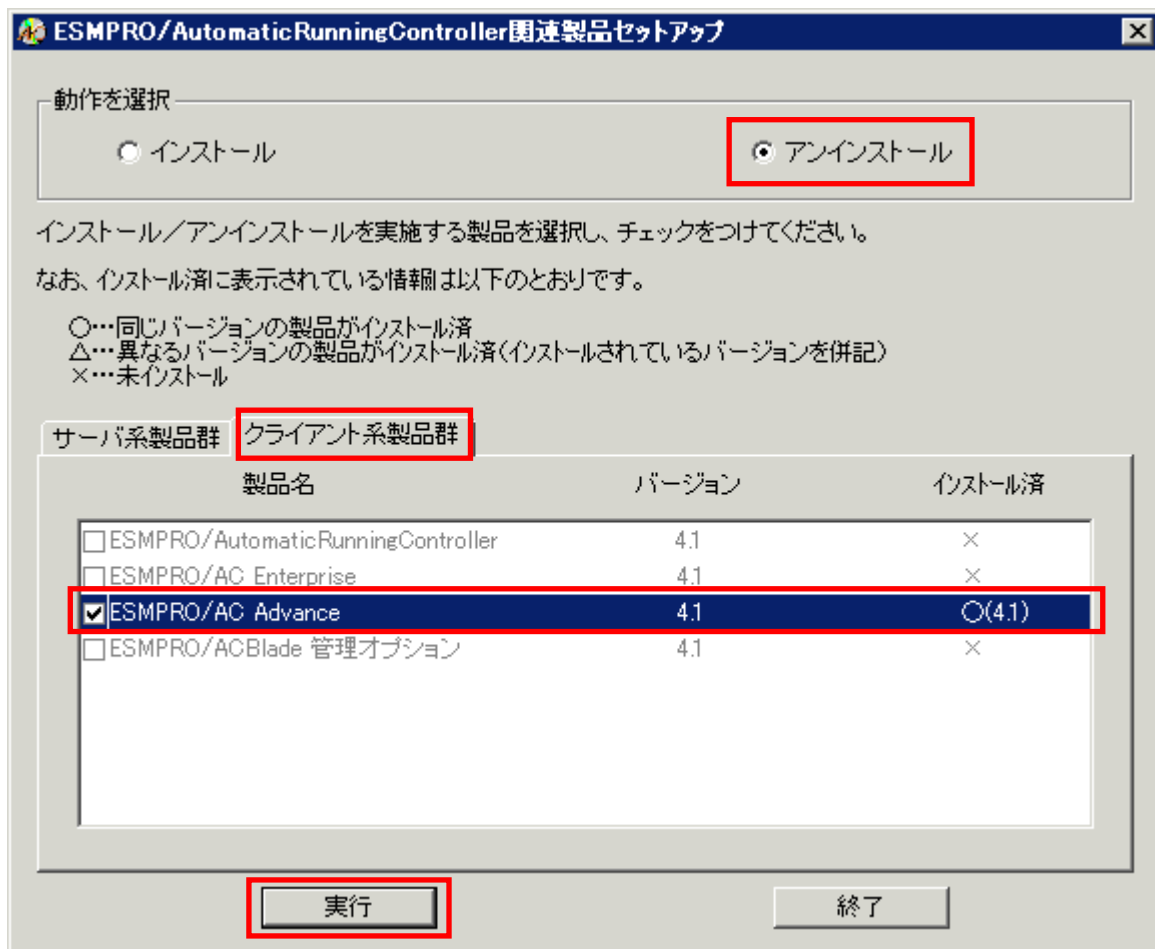 ESMPRO/AutomaticRunningController関連製品セットアップ
動作を選択
インストール
アンインストール
インストール/アンインストールを実施する製品を選択し、チェックをつけてください。
なお、インストール済に表示されている情報は以下のとおりです。
○…同じバージョンの製品がインストール済
△…異なるバージョンの製品がインストール済(インストールされているバージョンを併記)
×…未インストール
サーバ系製品群 クライアント系製品群
製品名 バージョン インストール済
ESMPRO/AutomaticRunningController 4.1 ×
ESMPRO/AC Enterprise 4.1 ×
ESMPRO/AC Advance 4.1 ○(4.1)
ESMPRO/ACBlade 管理オプション 4.1 ×
実行 終了